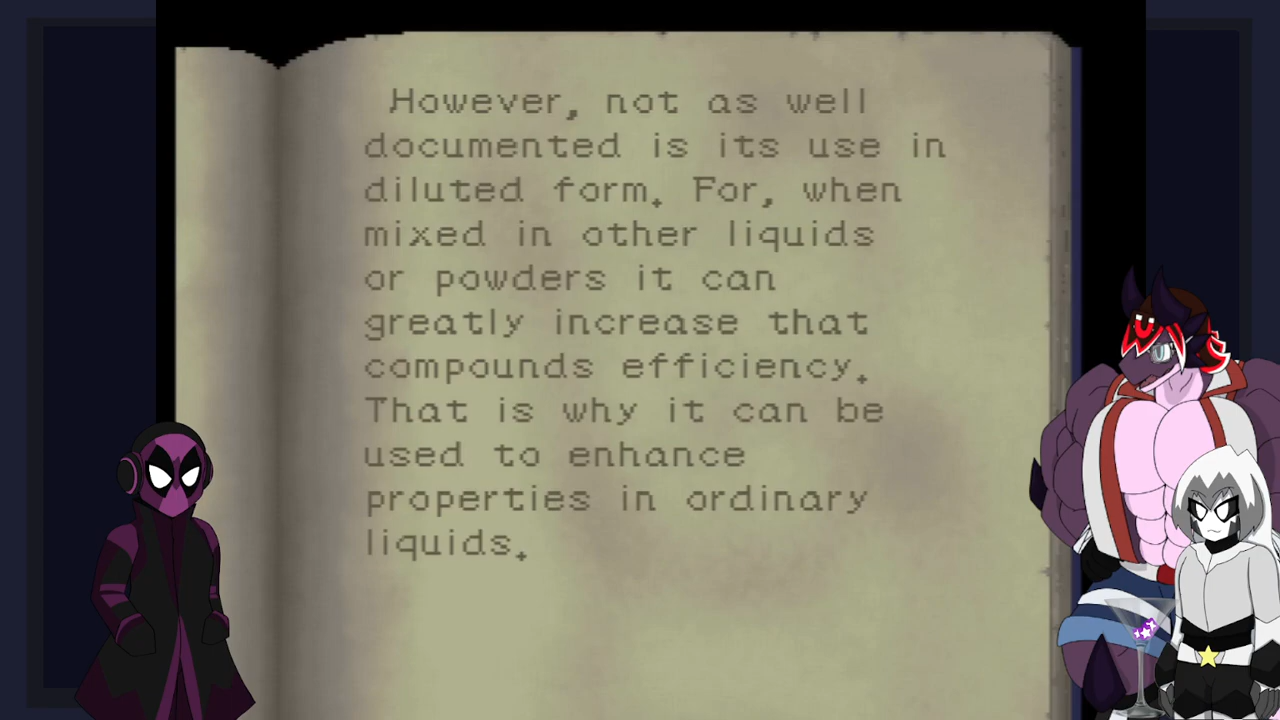 However, not as well
documented is its use in
diluted form. For, when
mixed in other liquids
or powders it can
greatly increase that
compounds efficiency.
That is why it can be
used to enhance
properties in ordinary
liquids.